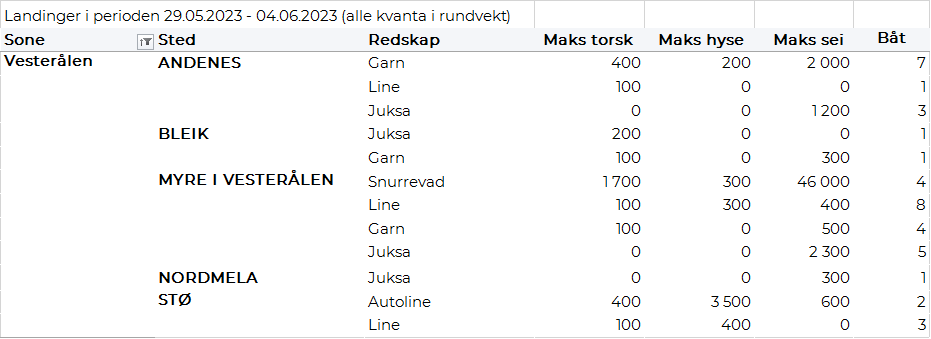 Landinger i perioden 29.05.2023 - 04.06.2023 (alle kvanta i rundvekt)
Sone Sted Redskap Maks torsk Maks hyse Maks sei Båt
Vesterålen ANDENES Garn 400 200 2 000 7
Line 100 0 0 1
Juksa 0 0 1 200 3
BLEIK Juksa 200 0 0 1
Garn 100 0 300 1
MYRE I VESTERÅLEN Snurrevad 1 700 300 46 000 4
Line 100 300 400 8
Garn 100 0 500 4
Juksa 0 0 2 300 5
NORDMELA Juksa 0 0 300 1
STØ Autoline 400 3 500 600 2
Line 100 400 0 3